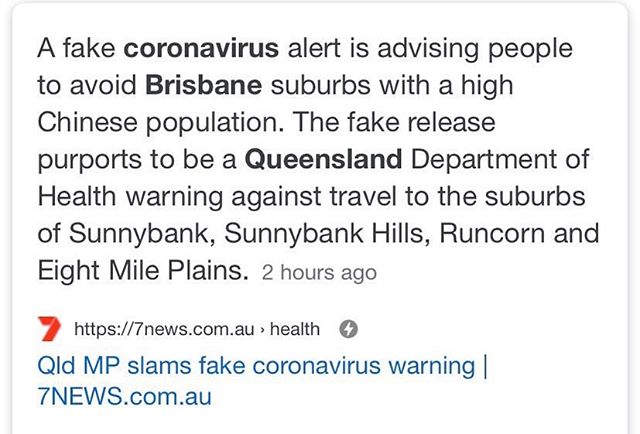 A fake coronavirus alert is advising people
to avoid Brisbane suburbs with a high
Chinese population. The fake release
purports to be a Queensland Department of
Health warning against travel to the suburbs
of Sunnybank, Sunnybank Hills, Runcorn and
Eight Mile Plains. 2 hours ago
https://7news.com.au › health
Qld MP slams fake coronavirus warning |
7NEWS.com.au